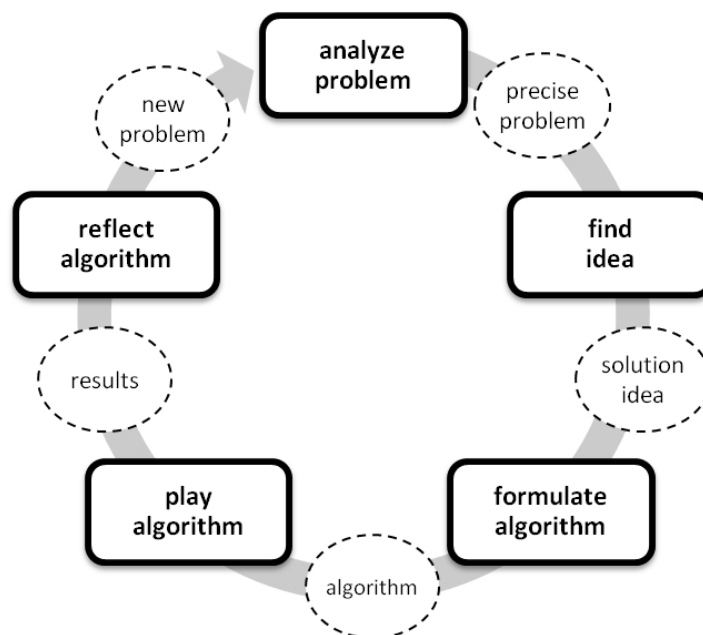 analyze
problem
precise
problem
find
idea
solution
idea
formulate
algorithm
algorithm
play
algorithm
results
reflect
algorithm
new
problem